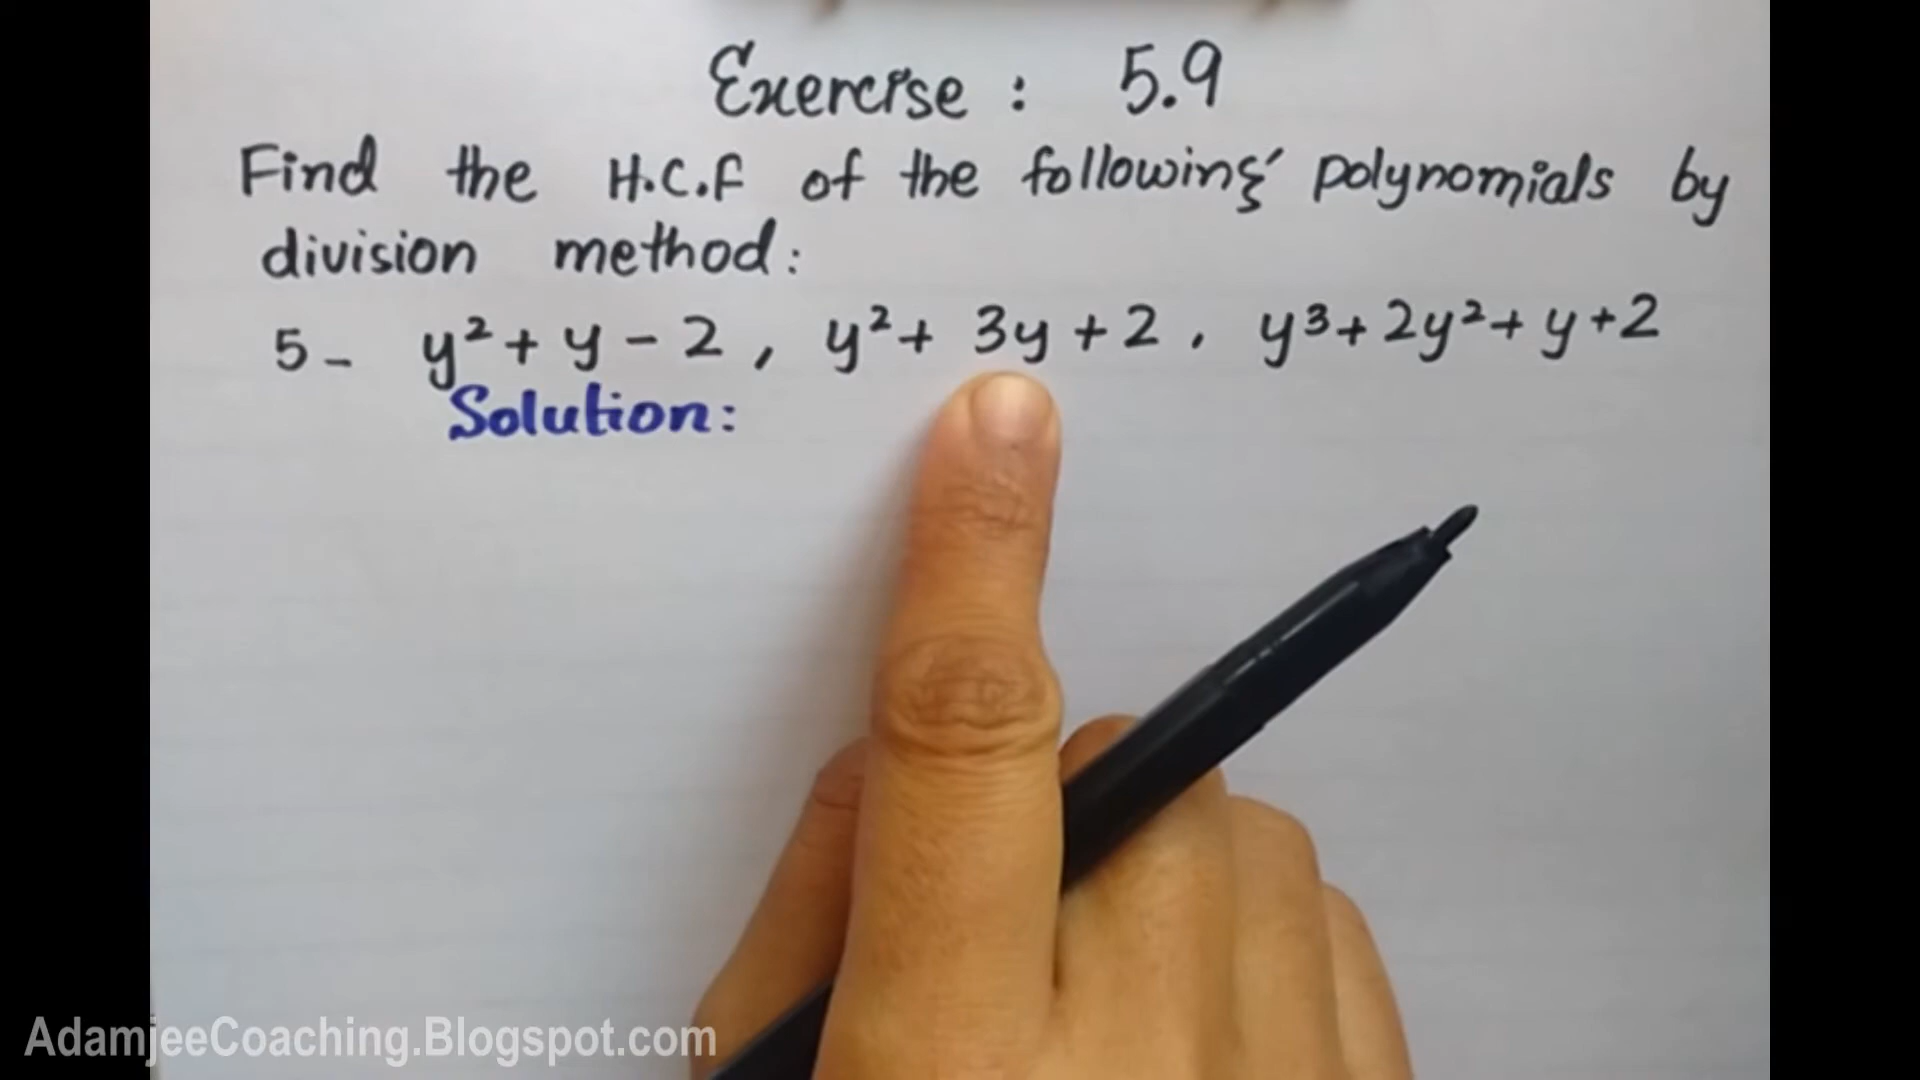 Exercise : 5.9
Find the H.C.F of the following polynomials by
division method:
5- y²+ y - 2 , y²+ 3y + 2 , y³+ 2y²+ y + 2
Solution:
AdamjeeCoaching.Blogspot.com